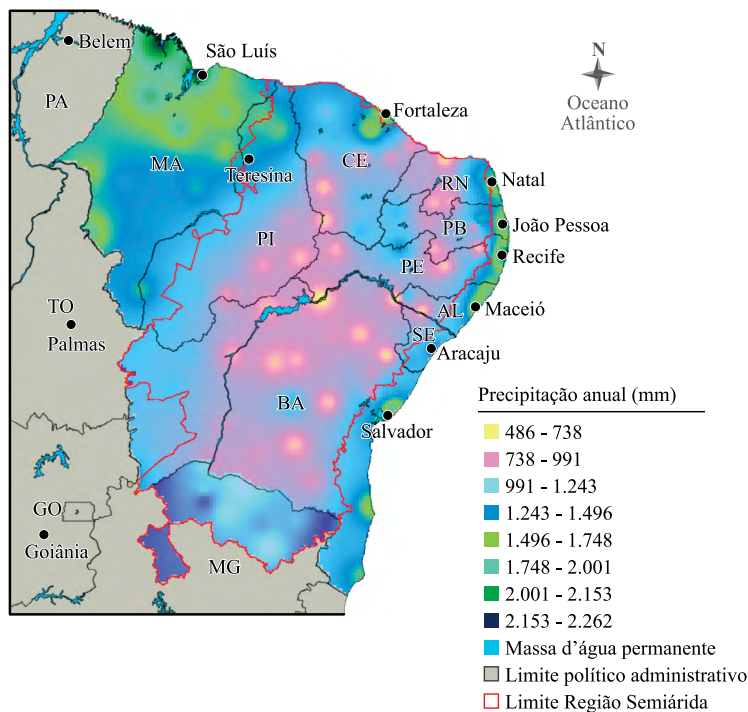 Belem
São Luís
N
Oceano
Atlântico
PA
Fortaleza
MA
Teresina
CE
RN
Natal
PB
João Pessoa
PI
PE
Recife
TO
AL
Maceió
Palmas
SE
Aracaju
BA
Salvador
GO
Goiânia
MG
Precipitação anual (mm)
486 - 738
738 - 991
991 - 1.243
1.243 - 1.496
1.496 - 1.748
1.748 - 2.001
2.001 - 2.153
2.153 - 2.262
Massa d’água permanente
Limite político administrativo
Limite Região Semiárida